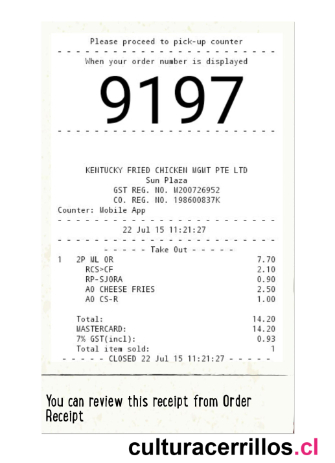 Please proceed to pick-up counter
- - - - - - - - - - - - - - - - - - - - - - - -
When your order number is displayed
9197
- - - - - - - - - - - - - - - - - - - - - - - -
KENTUCKY FRIED CHICKEN MGMT PTE LTD
Sun Plaza
GST REG. NO. M200726952
CO. REG. NO. 198600837K
Counter: Mobile App
- - - - - - - - - - - - - - - - - - - - - - - -
22 Jul 15 11:21:27
- - - - - - - - - - - - - - - - - - - - - - - -
- - - - - Take Out - - - - -
1 2P ML OR 7.70
RCS>CF 2.10
RP-SJORA 0.90
AO CHEESE FRIES 2.50
AO CS-R 1.00
Total: 14.20
MASTERCARD: 14.20
7% GST(incl): 0.93
Total item sold: 1
- - - - - CLOSED 22 Jul 15 11:21:27 - - - - -
You can review this receipt from Order
Receipt
culturacerrillos.cl